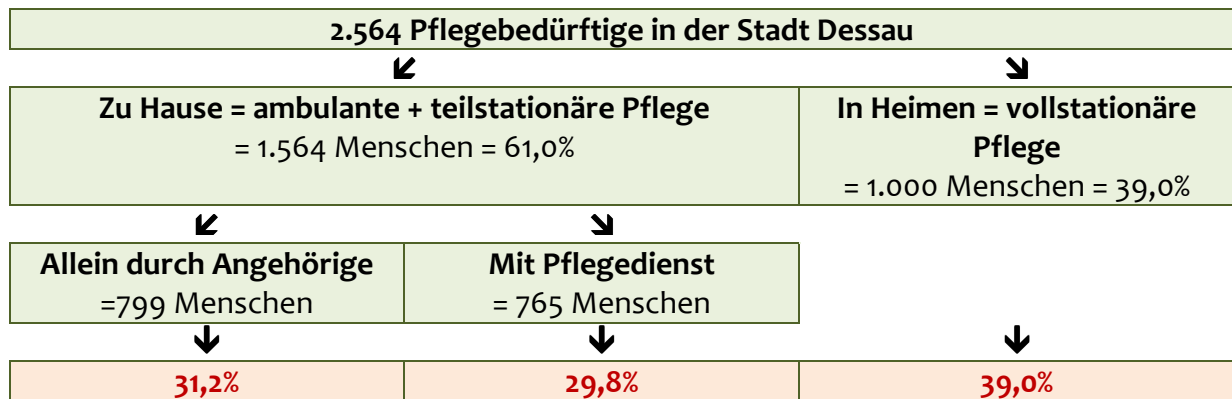 2.564 Pflegebedürftige in der Stadt Dessau
Zu Hause = ambulante + teilstationäre Pflege
= 1.564 Menschen = 61,0%
In Heimen = vollstationäre
Pflege
= 1.000 Menschen = 39,0%
Allein durch Angehörige
=799 Menschen
Mit Pflegedienst
= 765 Menschen
31,2%
29,8%
39,0%